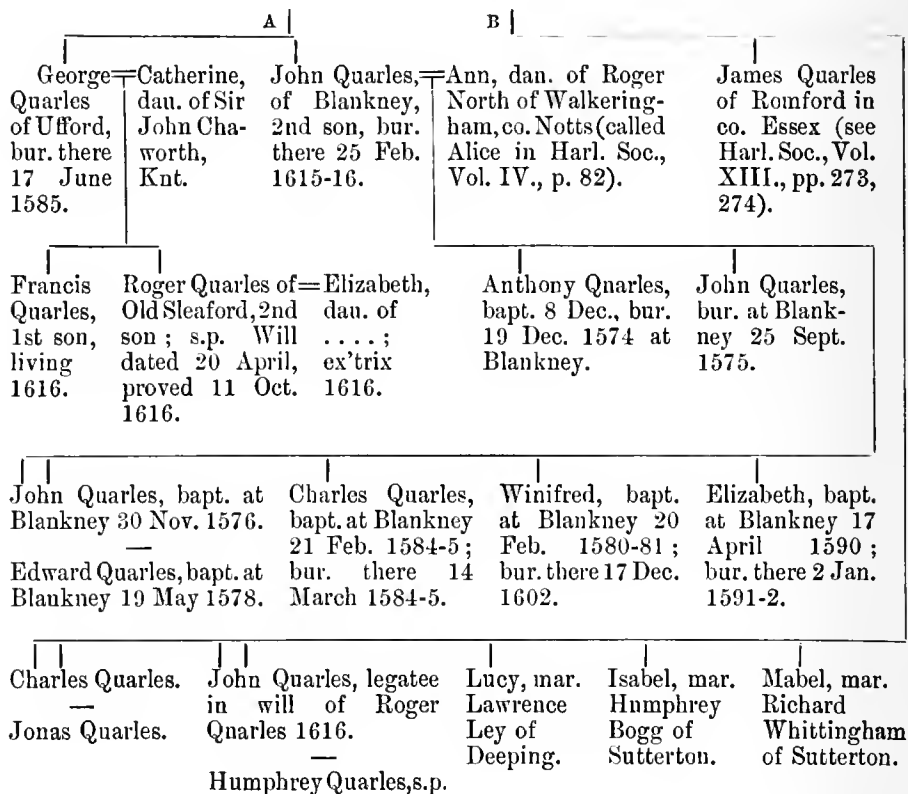 A B
George=Catherine,
Quarles dau. of Sir
of Ufford, John Cha-
bur. there worth,
17 June Knt.
1585.
John Quarles,=Ann, dau. of Roger
of Blankney, North of Walkering-
2nd son, bur. ham, co. Notts (called
there 25 Feb. Alice in Harl. Soc.,
1615-16. Vol. IV., p. 82).
James Quarles
of Romford in
co. Essex (see
Harl. Soc., Vol.
XIII., pp. 273,
274).
Francis
Quarles,
1st son,
living
1616.
Roger Quarles of=Elizabeth,
Old Sleaford, 2nd dau. of
son ; s.p. Will . . . . ;
dated 20 April, ex'trix
proved 11 Oct. 1616.
1616.
Anthony Quarles,
bapt. 8 Dec., bur.
19 Dec. 1574 at
Blankney.
John Quarles,
bur. at Blank-
ney 25 Sept.
1575.
John Quarles, bapt. at
Blankney 30 Nov. 1576.
—
Edward Quarles, bapt. at
Blankney 19 May 1578.
Charles Quarles,
bapt. at Blankney
21 Feb. 1584-5 ;
bur. there 14
March 1584-5.
Winifred, bapt.
at Blankney 20
Feb. 1580-81 ;
bur. there 17 Dec.
1602.
Elizabeth, bapt.
at Blankney 17
April 1590 ;
bur. there 2 Jan.
1591-2.
Charles Quarles.
—
Jonas Quarles.
John Quarles, legatee
in will of Roger
Quarles 1616.
—
Humphrey Quarles, s.p.
Lucy, mar.
Lawrence
Ley of
Deeping.
Isabel, mar.
Humphrey
Bogg of
Sutterton.
Mabel, mar.
Richard
Whittingham
of Sutterton.